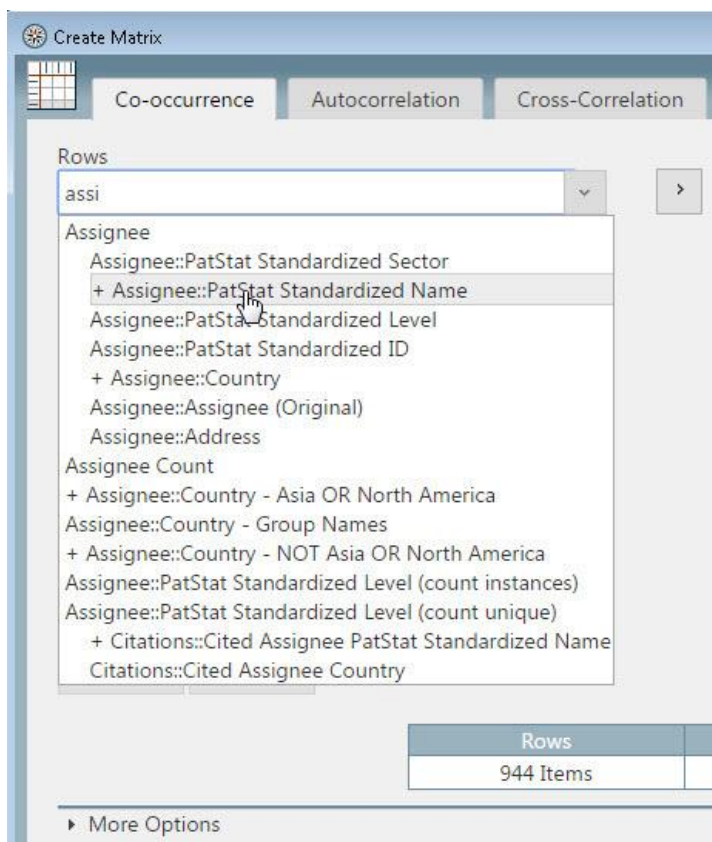 Create Matrix
Co-occurrence Autocorrelation Cross-Correlation
Rows
assi
Assignee
Assignee::PatStat Standardized Sector
+ Assignee::PatStat Standardized Name
Assignee::PatStat Standardized Level
Assignee::PatStat Standardized ID
+ Assignee::Country
Assignee::Assignee (Original)
Assignee::Address
Assignee Count
+ Assignee::Country - Asia OR North America
Assignee::Country - Group Names
+ Assignee::Country - NOT Asia OR North America
Assignee::PatStat Standardized Level (count instances)
Assignee::PatStat Standardized Level (count unique)
+ Citations::Cited Assignee PatStat Standardized Name
Citations::Cited Assignee Country
Rows
944 Items
More Options